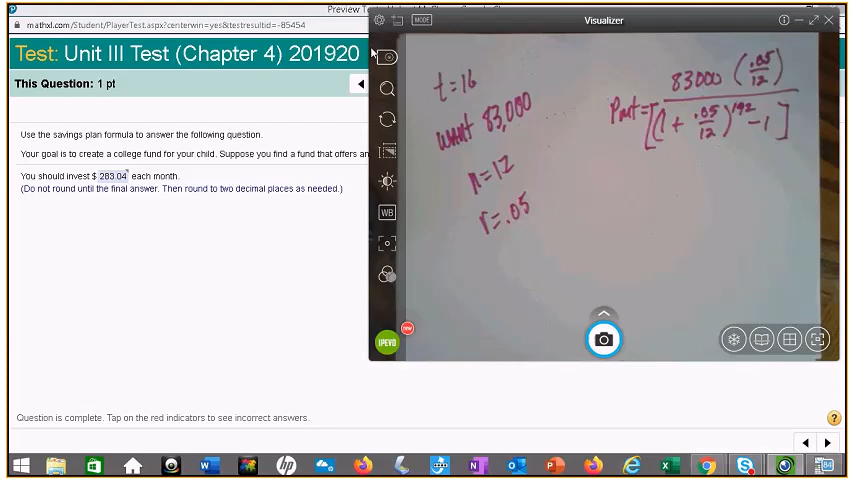 Preview Te
mathxl.com/Student/PlayerTest.aspx?centerwin=yes&testresultid=-85454
Test: Unit III Test (Chapter 4) 201920
This Question: 1 pt
Use the savings plan formula to answer the following question.
Your goal is to create a college fund for your child. Suppose you find a fund that offers an
You should invest $ 283.04 each month.
(Do not round until the final answer. Then round to two decimal places as needed.)
Question is complete. Tap on the red indicators to see incorrect answers.
MODE
Visualizer
WB
new
IPEVO
t=16
WANT 83,000
n=12
r=.05
Pmt= 83000 (.05/12)
[(1 + .05/12)^192 -1]